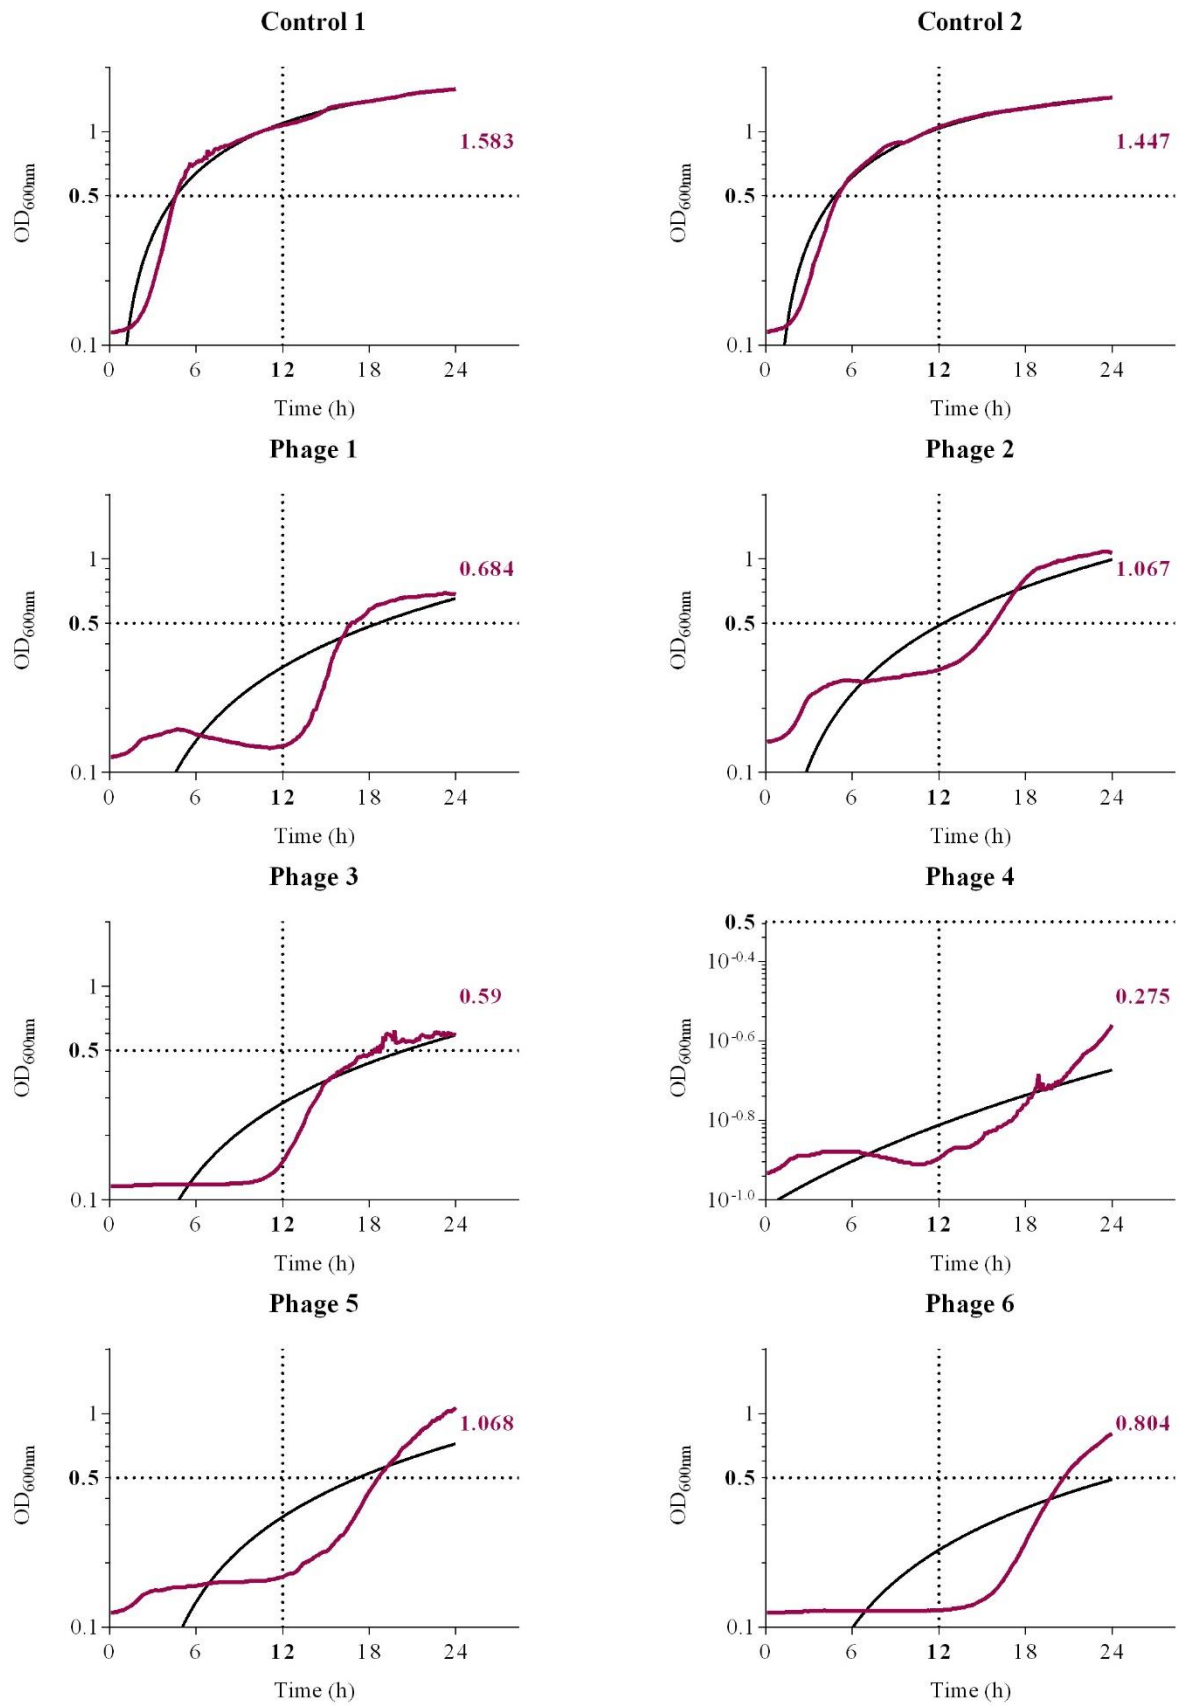 Control 1
OD600nm
1
0.5
0.1
0 6 12 18 24
Time (h)
1.583
Control 2
OD600nm
1
0.5
0.1
0 6 12 18 24
Time (h)
1.447
Phage 1
OD600nm
1
0.5
0.1
0 6 12 18 24
Time (h)
0.684
Phage 2
OD600nm
1
0.5
0.1
0 6 12 18 24
Time (h)
1.067
Phage 3
OD600nm
1
0.5
0.1
0 6 12 18 24
Time (h)
0.59
Phage 4
OD600nm
0.5
10-0.4
10-0.6
10-0.8
10-1.0
0 6 12 18 24
Time (h)
0.275
Phage 5
OD600nm
1
0.5
0.1
0 6 12 18 24
Time (h)
1.068
Phage 6
OD600nm
1
0.5
0.1
0 6 12 18 24
Time (h)
0.804